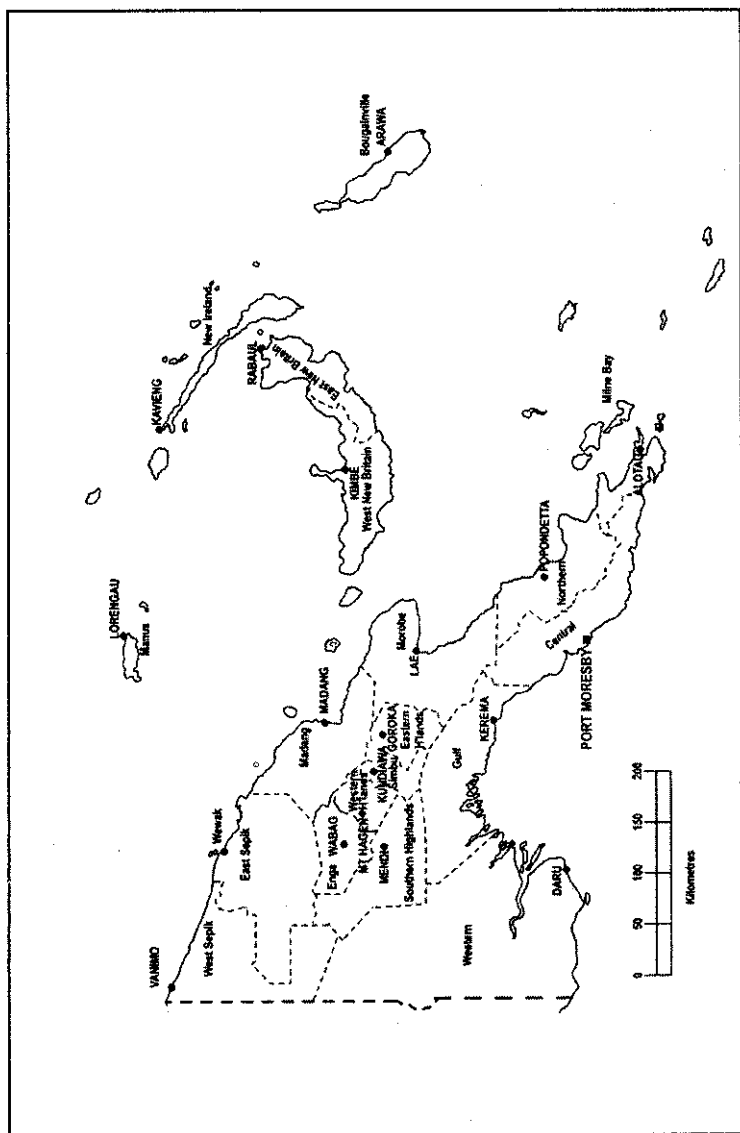 VANIMO
West Sepik
Wewak
East Sepik
Madang
MADANG
LORENGAU
Manus
KAVIENG
New Ireland
RABAUL
East New Britain
KIMBE
West New Britain
Bougainville
ARAWA
Enga WABAG
Western
H'lands
MT HAGEN
MENDI
Southern Highlands
KUNDIAWA
Simbu
GOROKA
Eastern
H'lands
Morobe
LAE
Western
Gulf
KEREMA
DARU
Central
PORT MORESBY
POPONDETTA
Northern
Milne Bay
ALOTAU
0
50
100
150
200
Kilometres